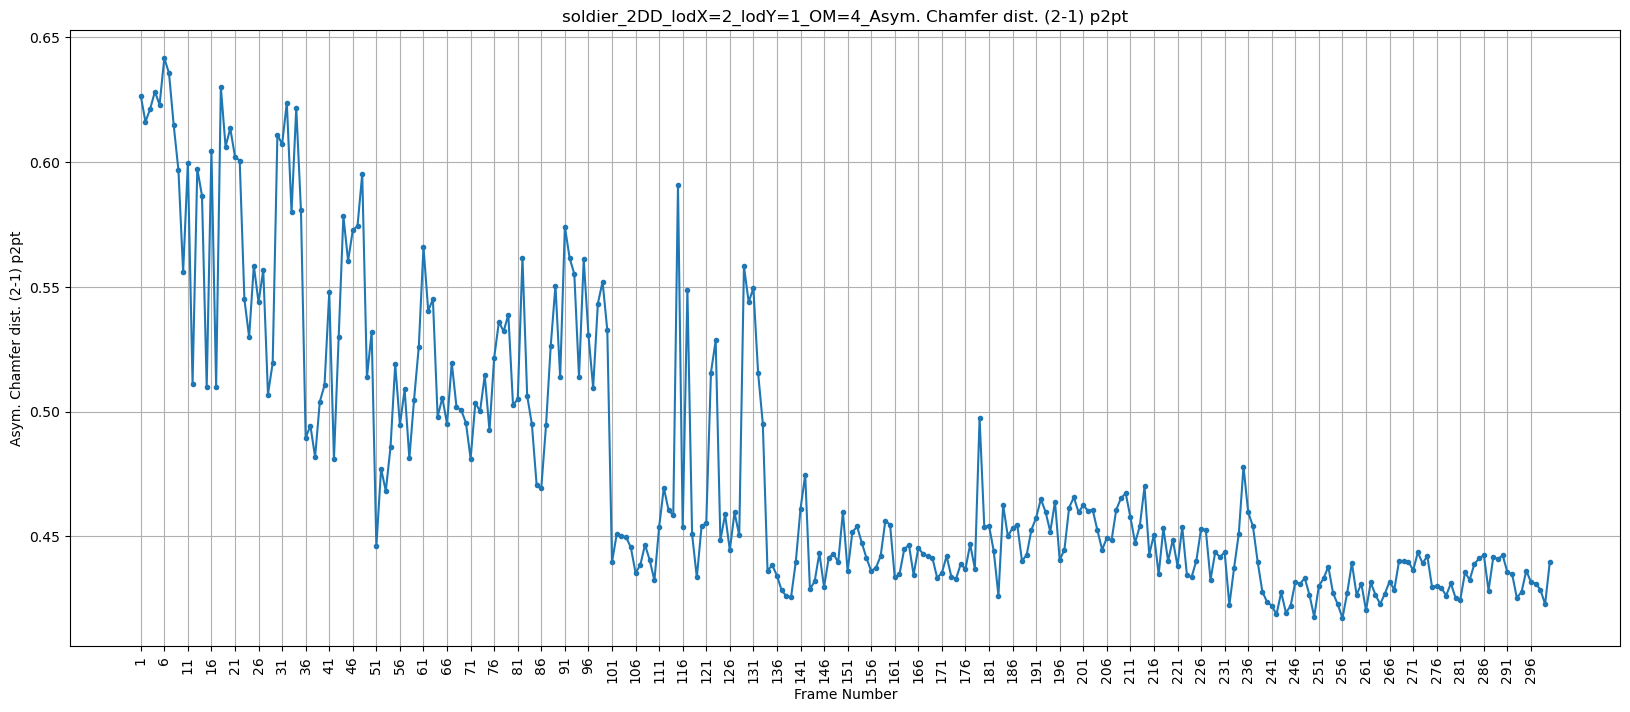 soldier_2DD_lodX=2_lodY=1_OM=4_Asym. Chamfer dist. (2-1) p2pt
Asym. Chamfer dist. (2-1) p2pt
0.65
0.60
0.55
0.50
0.45
1 6 11 16 21 26 31 36 41 46 51 56 61 66 71 76 81 86 91 96 101 106 111 116 121 126 131 136 141 146 151 156 161 166 171 176 181 186 191 196 201 206 211 216 221 226 231 236 241 246 251 256 261 266 271 276 281 286 291 296
Frame Number